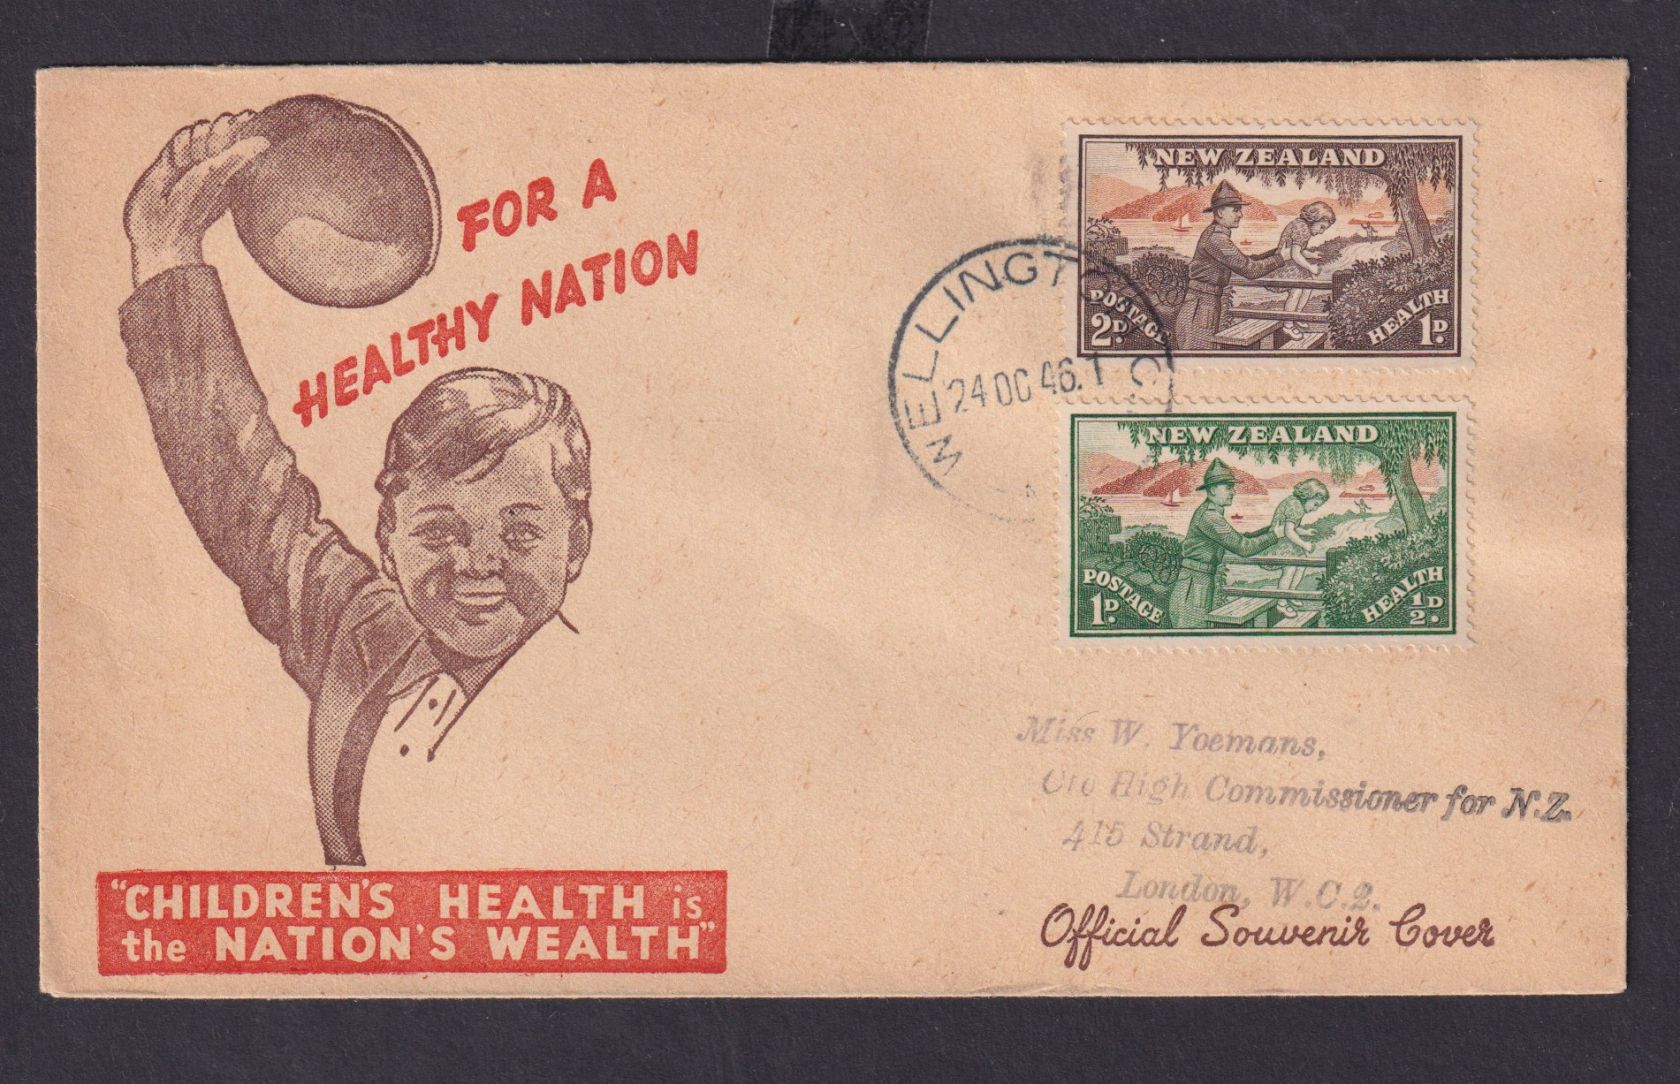 FOR A
HEALTHY NATION
NEW ZEALAND
POSTAGE
HEALTH
2D.
1D.
WELLINGTON C
24 OC 46.1
NEW ZEALAND
POSTAGE
HEALTH
1D.
1/2D.
Miss W. Yoemans,
C/o High Commissioner for N.Z.
415 Strand,
London, W.C.2.
Official Souvenir Cover
"CHILDREN'S HEALTH is
the NATION'S WEALTH"